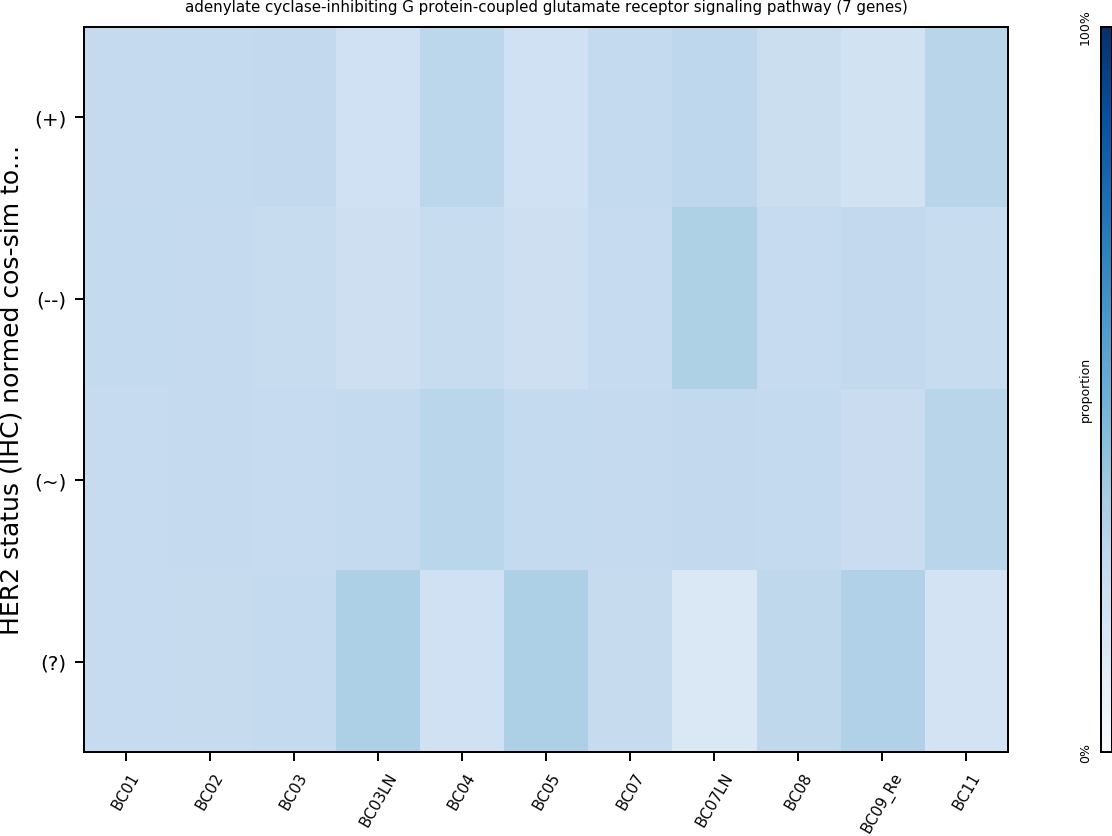 adenylate cyclase-inhibiting G protein-coupled glutamate receptor signaling pathway (7 genes)
HER2 status (IHC) normed cos-sim to...
(+)
(--)
(~)
(?)
BC01
BC02
BC03
BC03LN
BC04
BC05
BC07
BC07LN
BC08
BC09_Re
BC11
100%
proportion
0%